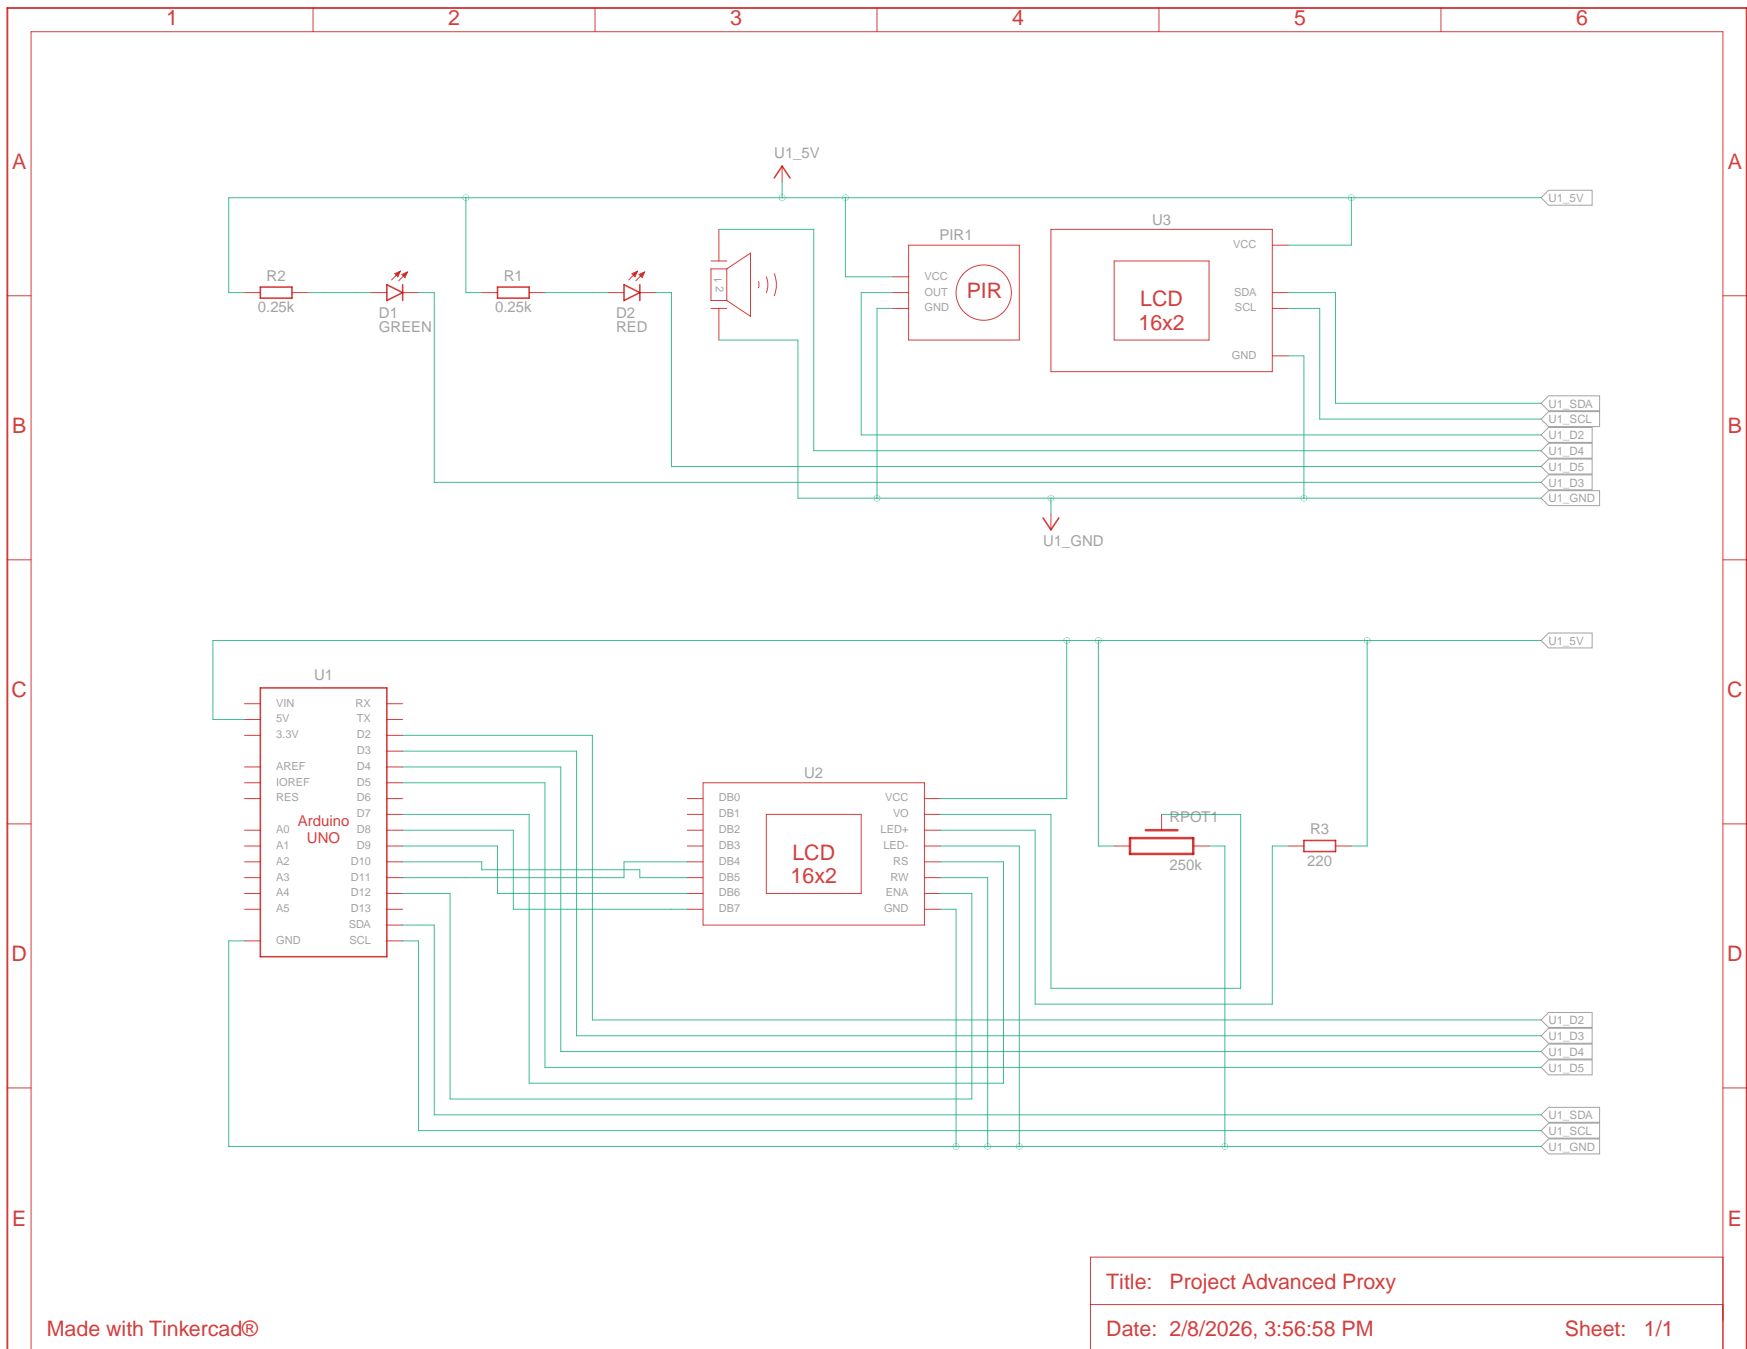 1 2 3 4 5 6
A A
U1_5V
U1_5V
U3
PIR1
VCC
R2 R1
VCC
OUT PIR
GND
LCD
16x2
SDA
SCL
GND
1 2
0.25k
D1
GREEN
0.25k
D2
RED
B B
U1_SDA
U1_SCL
U1_D2
U1_D4
U1_D5
U1_D3
U1_GND
U1_GND
U1_5V
C C
U1
VIN RX
5V TX
3.3V D2
D3
AREF D4
IOREF D5
RES D6
D7
Arduino
UNO
A0 D8
A1 D9
A2 D10
A3 D11
A4 D12
A5 D13
SDA
GND SCL
U2
DB0 VCC
DB1 VO
DB2 LED+
DB3 LED-
DB4 RS
DB5 RW
DB6 ENA
DB7 GND
LCD
16x2
RPOT1
250k
R3
220
D D
U1_D2
U1_D3
U1_D4
U1_D5
U1_SDA
U1_SCL
U1_GND
E E
Title: Project Advanced Proxy
Made with Tinkercad®
Date: 2/8/2026, 3:56:58 PM Sheet: 1/1